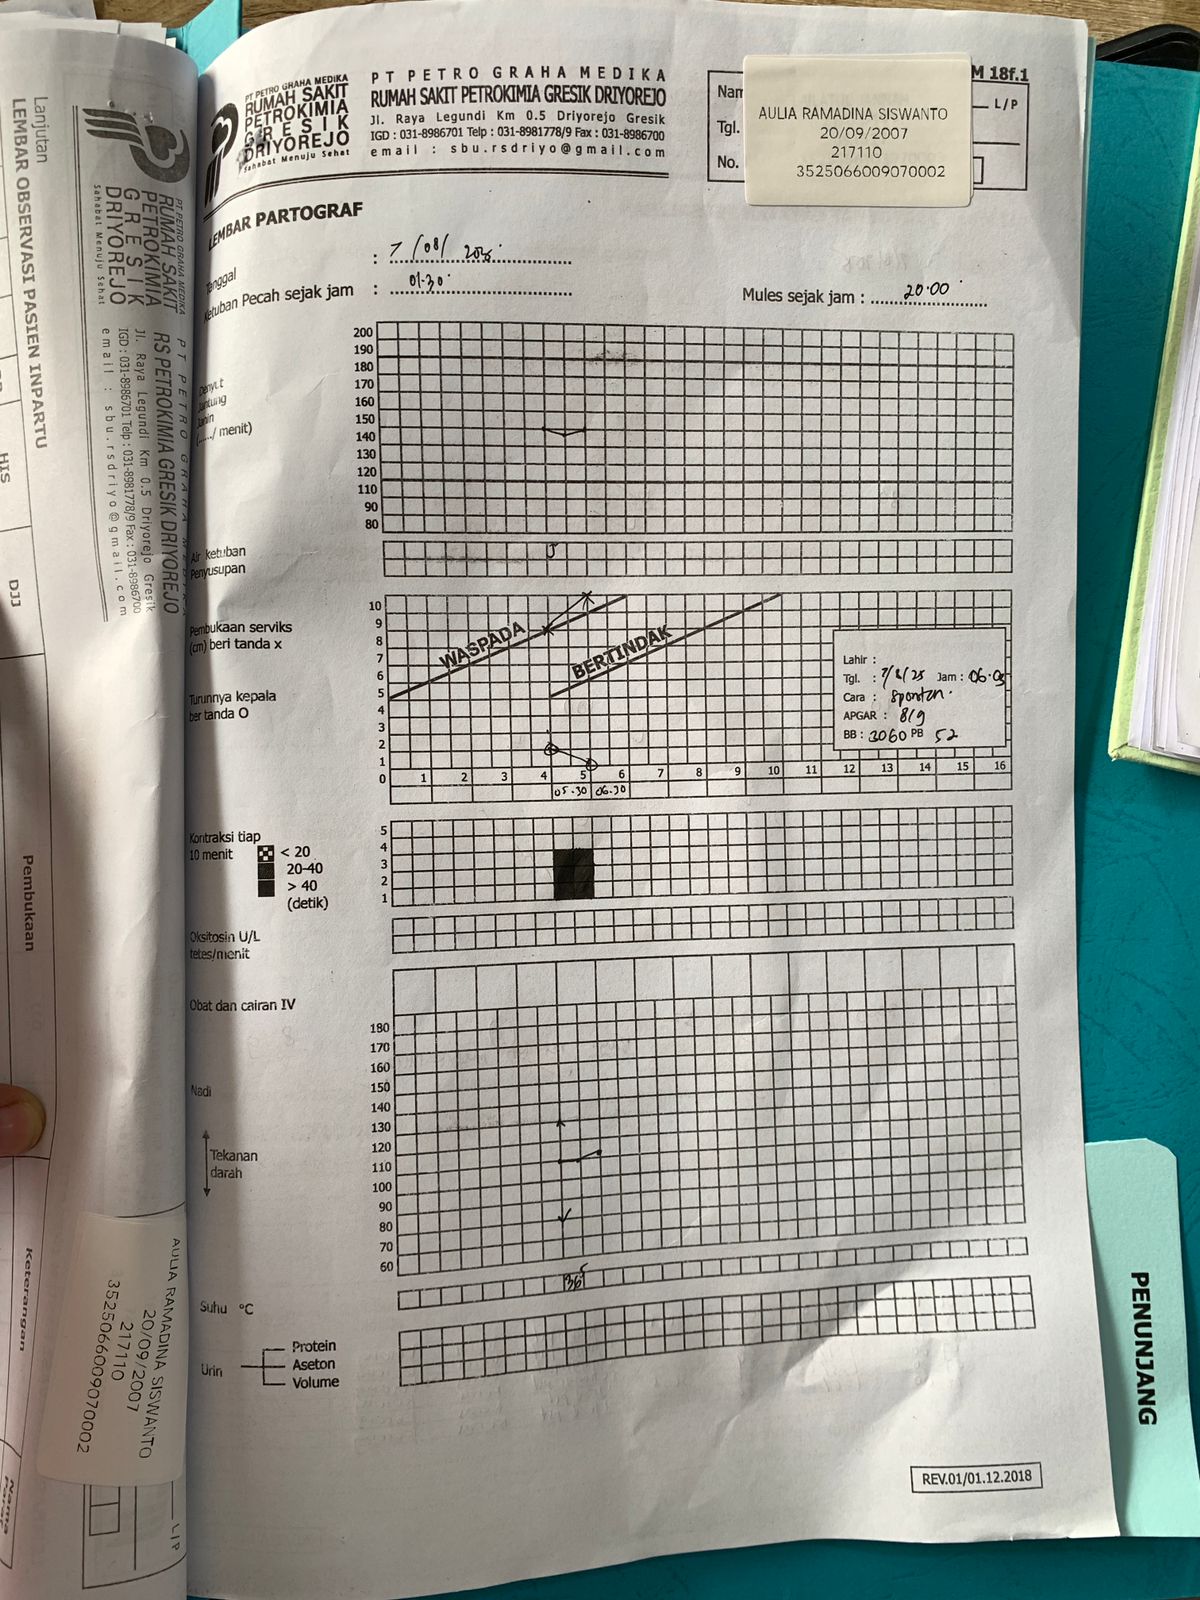 PT PETRO GRAHA MEDIKA
RUMAH SAKIT
PETROKIMIA
GRESIK
DRIYOREJO
Sahabat Menuju Sehat
PT PETRO GRAHA MEDIKA
RUMAH SAKIT PETROKIMIA GRESIK DRIYOREJO
Jl. Raya Legundi Km 0.5 Driyorejo Gresik
IGD : 031-8986701 Telp : 031-8981778/9 Fax : 031-8986700
email : sbu.rsdriyo@gmail.com
M 18f.1
Nam
L/P
Tgl.
No.
AULIA RAMADINA SISWANTO
20/09/2007
217110
3525066009070002
LEMBAR PARTOGRAF
Tanggal : 7/08/
Ketuban Pecah sejak jam : 01.30
Mules sejak jam : 20.00
200
190
180
170
160
150
140
130
120
110
90
80
Denyut
Jantung
Janin
(....../ menit)
Air ketuban
Penyusupan
Pembukaan serviks
(cm) beri tanda x
Turunnya kepala
ber tanda O
10
9
8
7
6
5
4
3
2
1
0
WASPADA
BERTINDAK
Lahir :
Tgl. : 7/8/25 Jam : 06.05
Cara : spontan
APGAR : 8/9
BB : 3060 PB 52
1 2 3 4 5 6 7 8 9 10 11 12 13 14 15 16
05.30 06.30
Kontraksi tiap
10 menit
< 20
20-40
> 40
(detik)
5
4
3
2
1
Oksitosin U/L
tetes/menit
Obat dan cairan IV
Nadi
Tekanan
darah
180
170
160
150
140
130
120
110
100
90
80
70
60
Suhu °C
36⁵
Urin
Protein
Aseton
Volume
REV.01/01.12.2018
PENUNJANG
Lanjutan
LEMBAR OBSERVASI PASIEN INPARTU
PT PETRO GRAHA MEDIKA
RUMAH SAKIT
PETROKIMIA
GRESIK
DRIYOREJO
Sahabat Menuju Sehat
PT PETRO GRAHA MEDIKA
RS PETROKIMIA GRESIK DRIYOREJO
Jl. Raya Legundi Km 0.5 Driyorejo Gresik
IGD : 031-8986701 Telp : 031-8981778/9 Fax : 031-8986700
email : sbu.rsdriyo@gmail.com
HIS
DJJ
Pembukaan
Keterangan
Nama
AULIA RAMADINA SISWANTO
20/09/2007
217110
3525066009070002
L/P